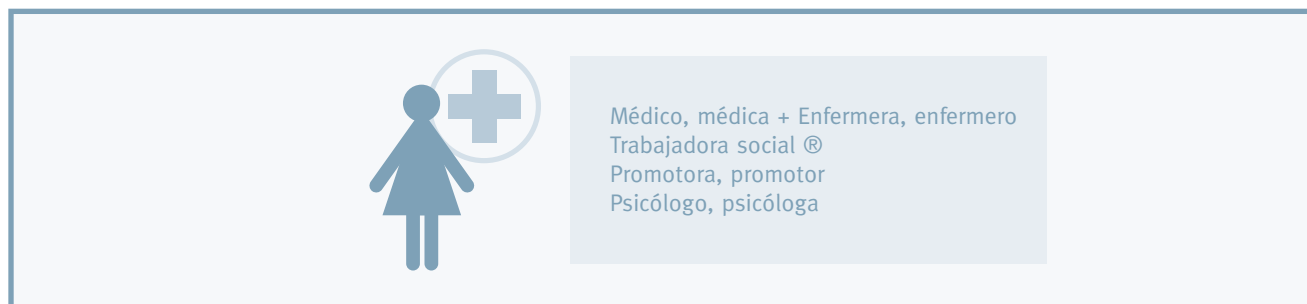 Médico, médica + Enfermera, enfermero
Trabajadora social ®
Promotora, promotor
Psicólogo, psicóloga